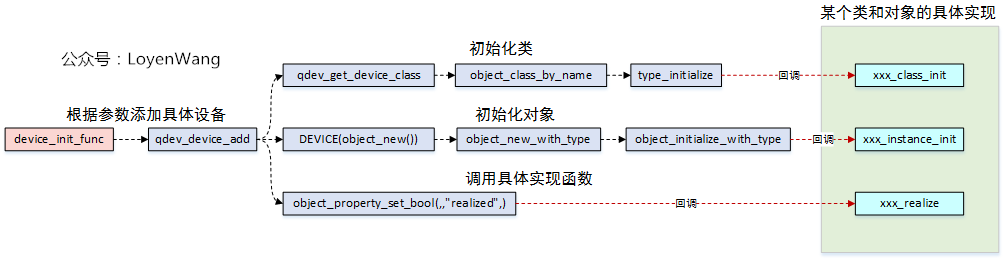 某个类和对象的具体实现
公众号：LoyenWang
初始化类
qdev_get_device_class
object_class_by_name
type_initialize
回调
xxx_class_init
根据参数添加具体设备
初始化对象
device_init_func
qdev_device_add
DEVICE(object_new())
object_new_with_type
object_initialize_with_type
回调
xxx_instance_init
调用具体实现函数
object_property_set_bool(,,"realized",)
回调
xxx_realize